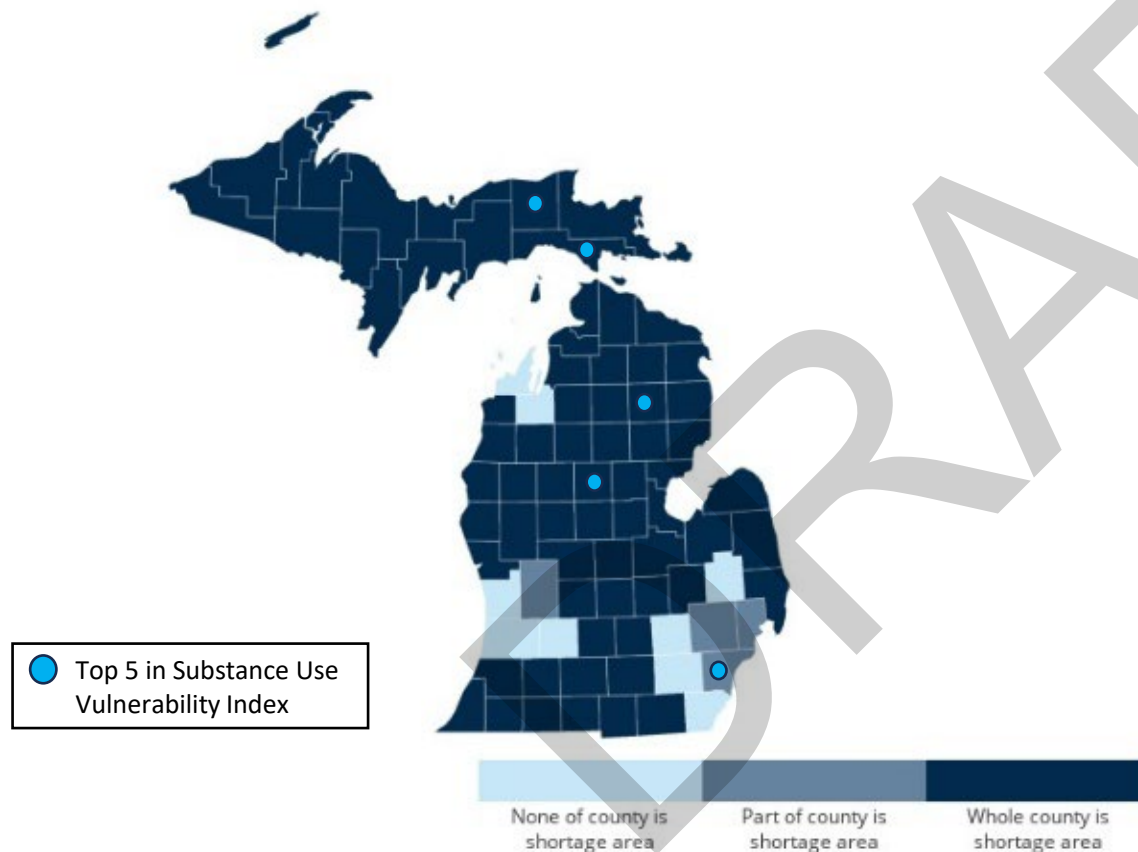 Top 5 in Substance Use
Vulnerability Index
None of county is
shortage area
Part of county is
shortage area
Whole county is
shortage area